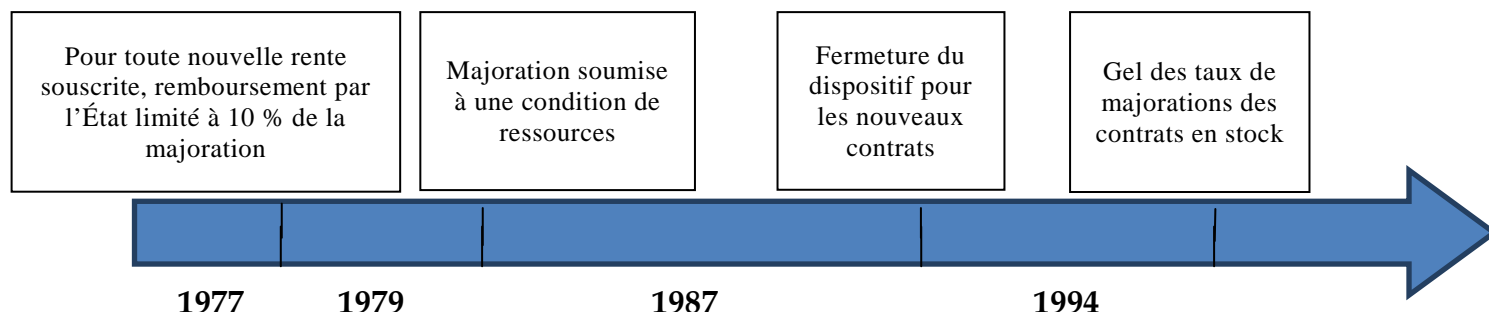 Pour toute nouvelle rente
souscrite, remboursement par
l’État limité à 10 % de la
majoration
Majoration soumise
à une condition de
ressources
Fermeture du
dispositif pour
les nouveaux
contrats
Gel des taux de
majorations des
contrats en stock
1977
1979
1987
1994